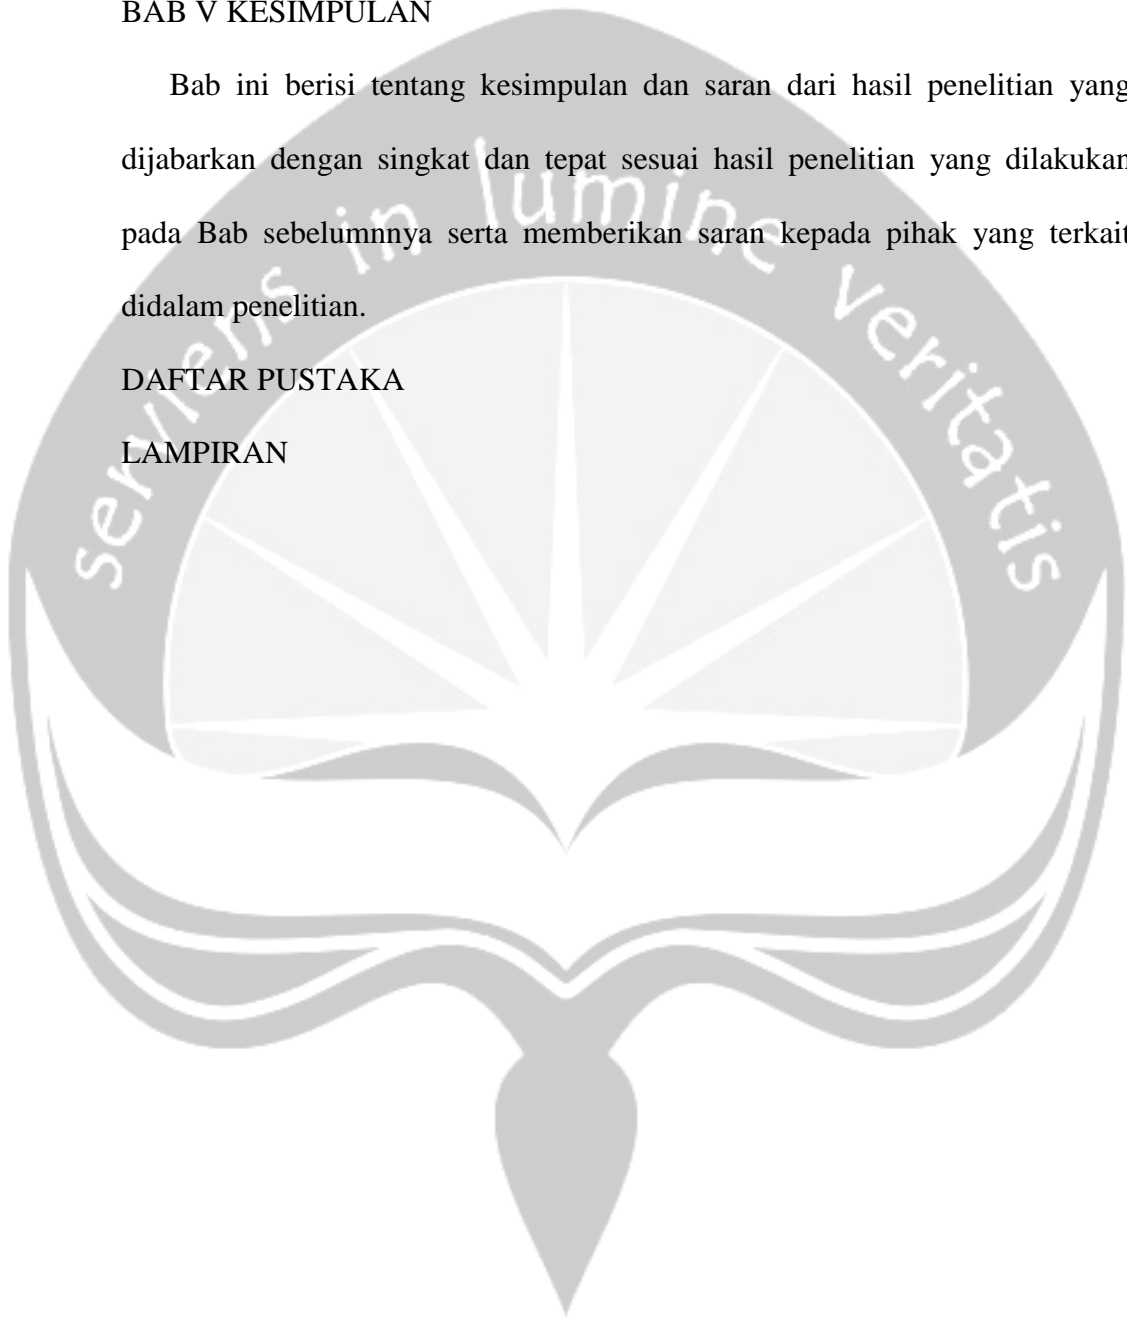 BAB V KESIMPULAN
Bab ini berisi tentang kesimpulan dan saran dari hasil penelitian yang
dijabarkan dengan singkat dan tepat sesuai hasil penelitian yang dilakukan
pada Bab sebelumnnya serta memberikan saran kepada pihak yang terkait
didalam penelitian.
DAFTAR PUSTAKA
LAMPIRAN
serviens in lumine veritatis